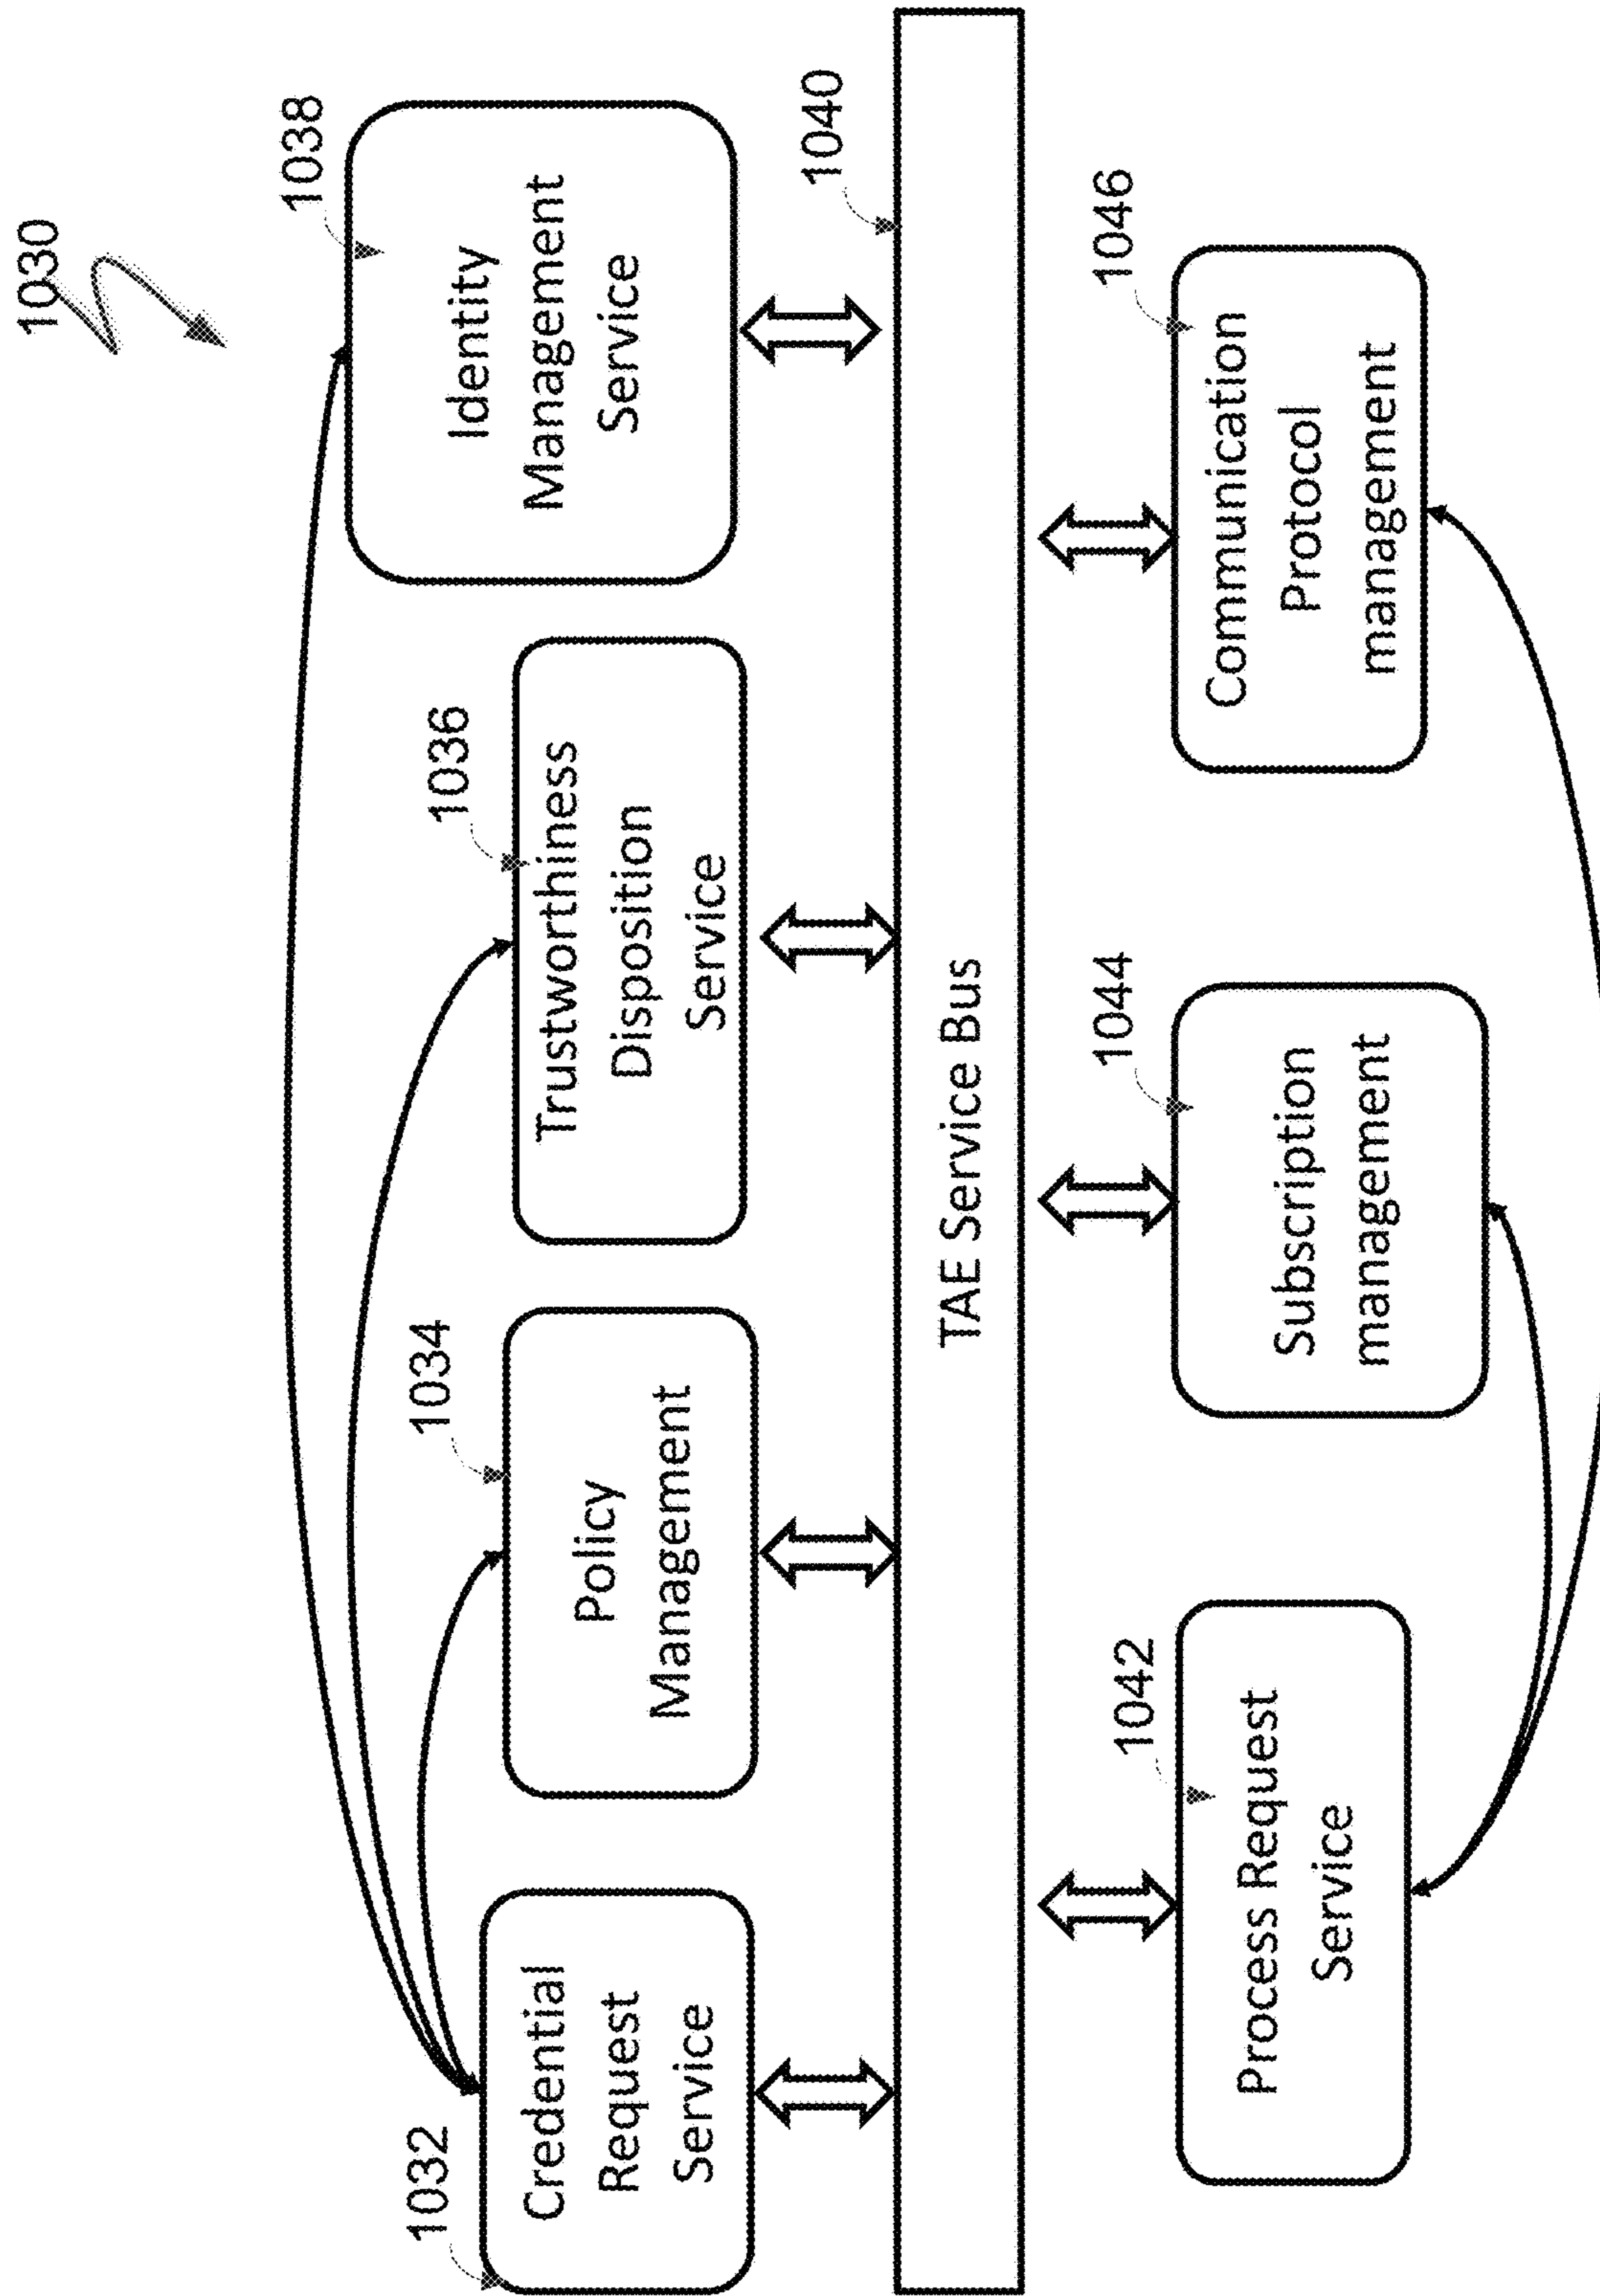 1030
1032
Credential
Request
Service
1034
Policy
Management
1036
Trustworthiness
Disposition
Service
1038
Identity
Management
Service
1040
TAE Service Bus
1042
Process Request
Service
1044
Subscription
management
1046
Communication
Protocol
management